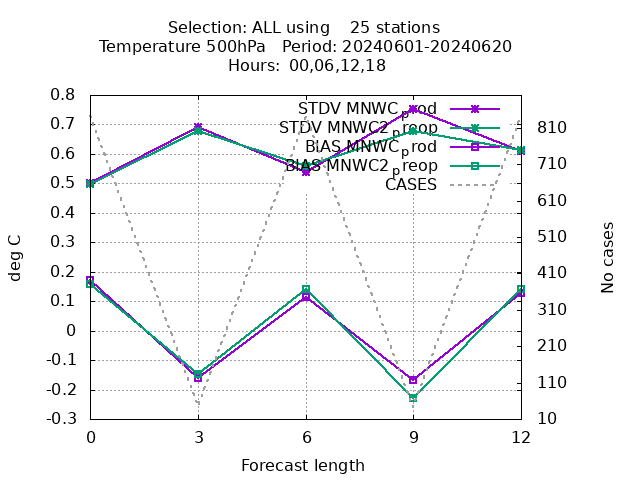 Selection: ALL using 25 stations
Temperature 500hPa Period: 20240601-20240620
Hours: 00,06,12,18
STDV MNWC_prod
STDV MNWC2_preop
BIAS MNWC_prod
BIAS MNWC2_preop
CASES
0.8
0.7
0.6
0.5
0.4
0.3
0.2
0.1
0
-0.1
-0.2
-0.3
deg C
810
710
610
510
410
310
210
110
10
No cases
0 3 6 9 12
Forecast length